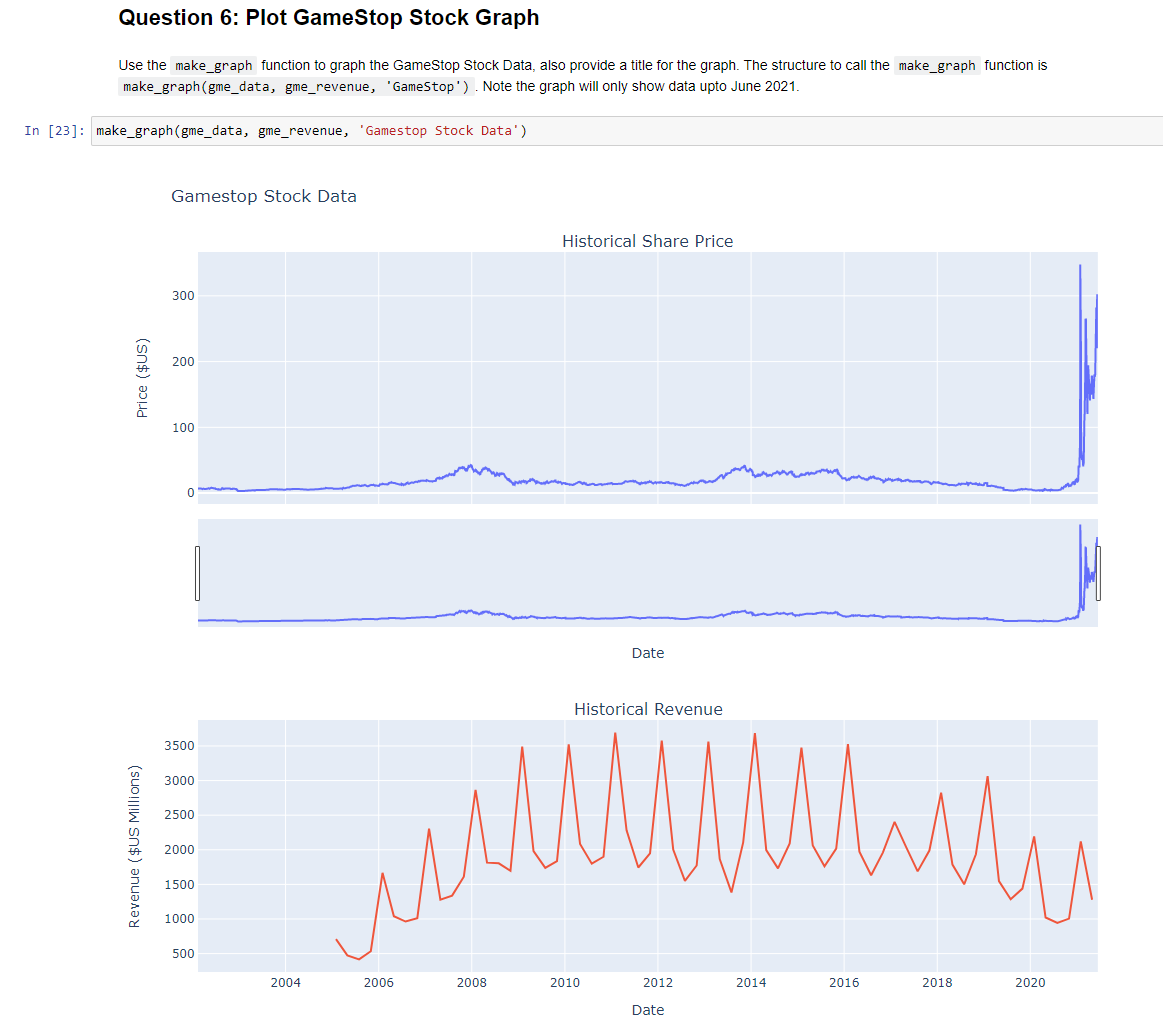 Question 6: Plot GameStop Stock Graph
Use the make_graph function to graph the GameStop Stock Data, also provide a title for the graph. The structure to call the make_graph function is
make_graph(gme_data, gme_revenue, 'GameStop') . Note the graph will only show data upto June 2021.
In [23]: make_graph(gme_data, gme_revenue, 'Gamestop Stock Data')
Gamestop Stock Data
Historical Share Price
300
200
100
0
Price ($US)
Date
Historical Revenue
3500
3000
2500
2000
1500
1000
500
Revenue ($US Millions)
2004 2006 2008 2010 2012 2014 2016 2018 2020
Date